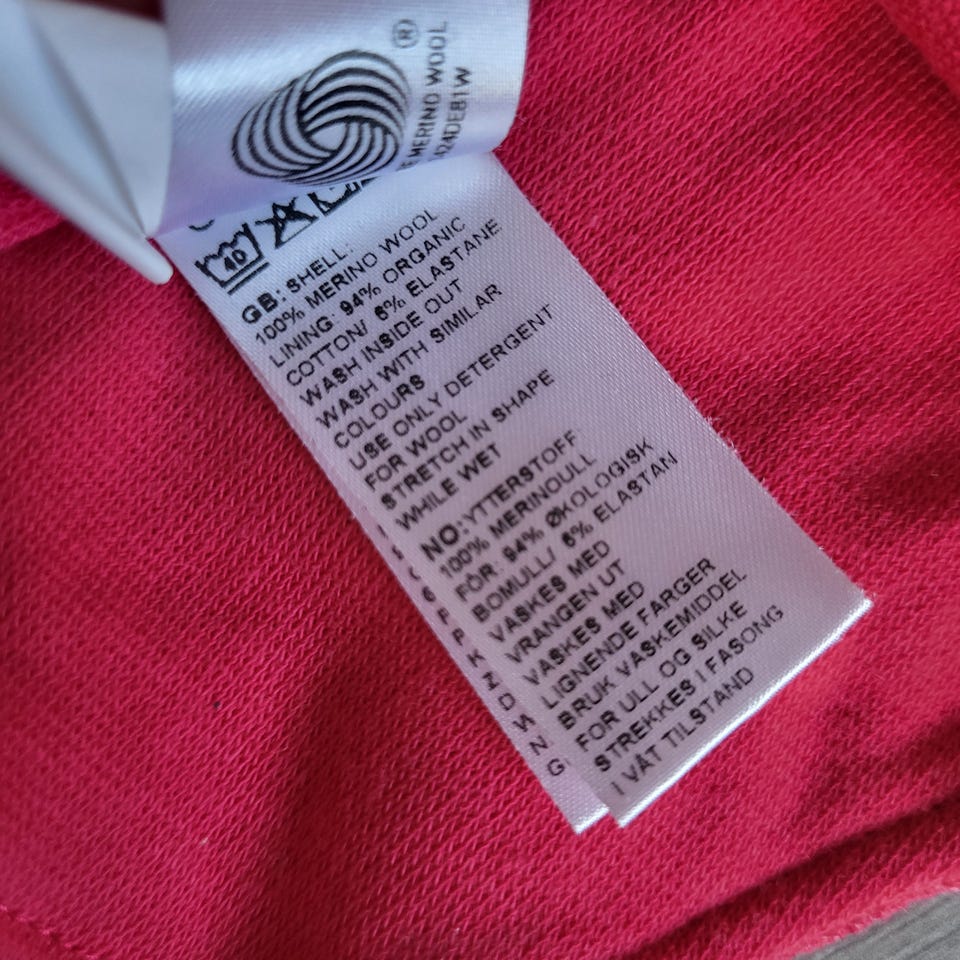 ®
MERINO WOOL
40
GB: SHELL:
100% MERINO WOOL
LINING: 94% ORGANIC
COTTON/ 6% ELASTANE
WASH INSIDE OUT
WASH WITH SIMILAR
COLOURS
USE ONLY DETERGENT
FOR WOOL
STRETCH IN SHAPE
WHILE WET
NO:YTTERSTOFF:
100% MERINOULL
FÓR: 94% ØKOLOGISK
BOMULL/ 6% ELASTAN
VASKES MED
VRANGEN UT
VASKES MED
LIGNENDE FARGER
BRUK VASKEMIDDEL
FOR ULL OG SILKE
STREKKES I FASONG
I VÅT TILSTAND